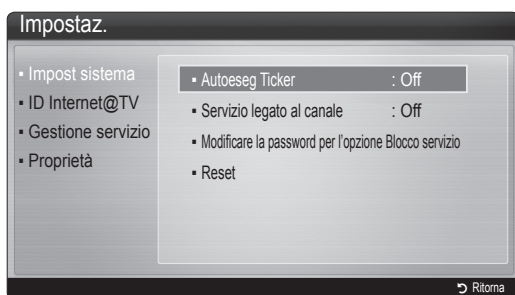 Impostaz.
▪ Impost sistema
▪ ID Internet@TV
▪ Gestione servizio
▪ Proprietà
▪ Autoeseg Ticker : Off
▪ Servizio legato al canale : Off
▪ Modificare la password per l'opzione Blocco servizio
▪ Reset
Ritorna